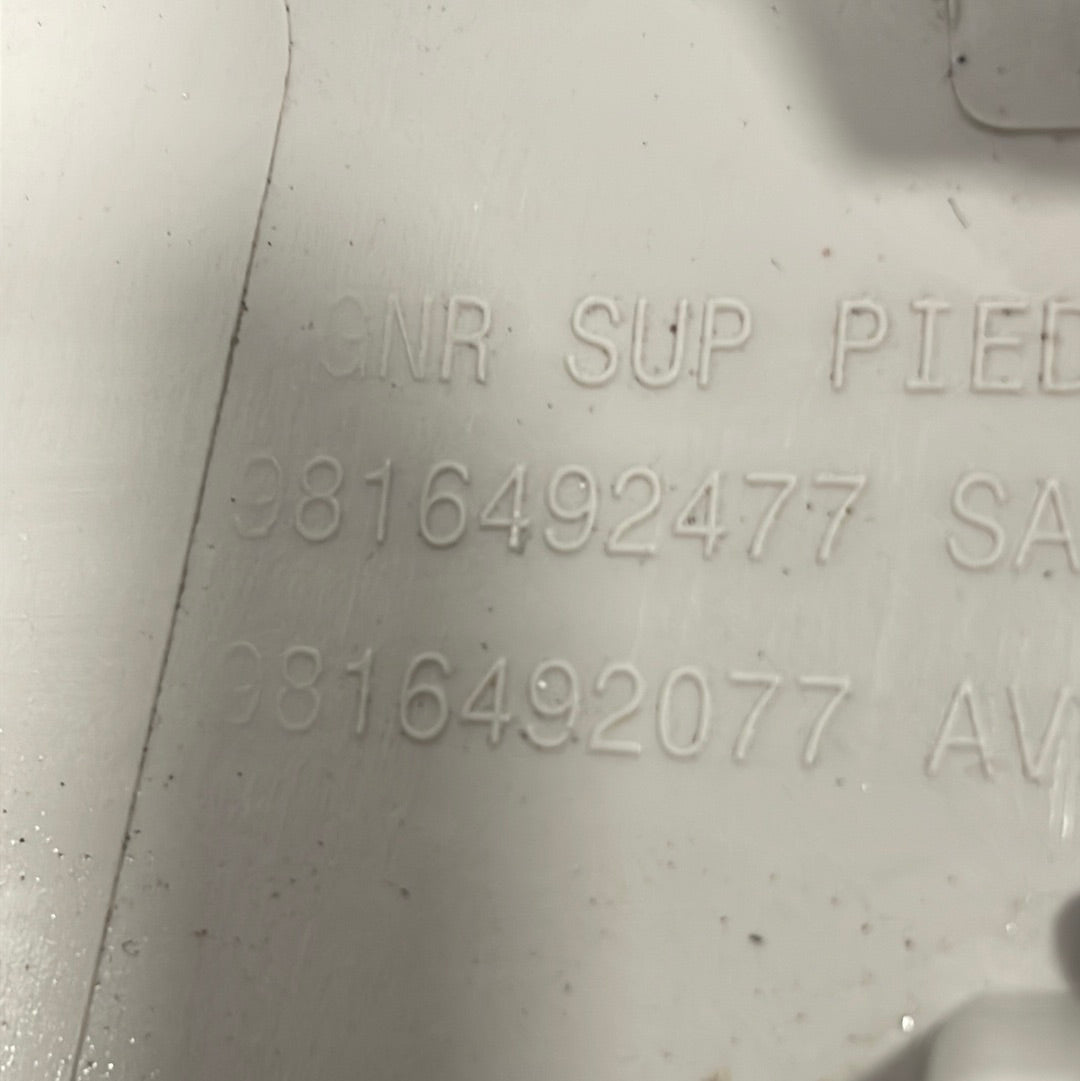 GNR SUP PIED
9816492477 SA
9816492077 AV